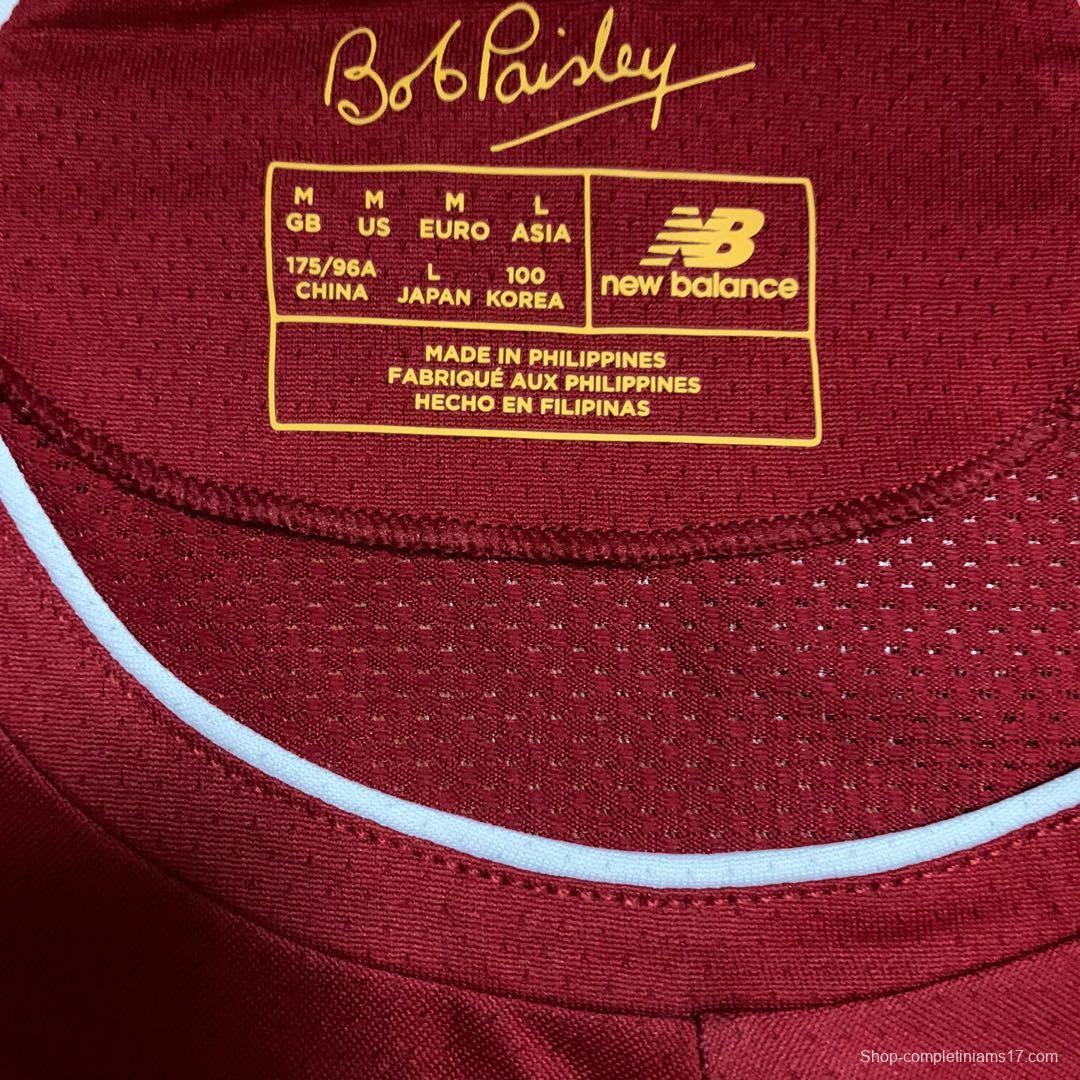 Bob Paisley
M M M L
GB US EURO ASIA
175/96A L 100
CHINA JAPAN KOREA
NB
new balance
MADE IN PHILIPPINES
FABRIQUÉ AUX PHILIPPINES
HECHO EN FILIPINAS
Shop-completiniams17.com